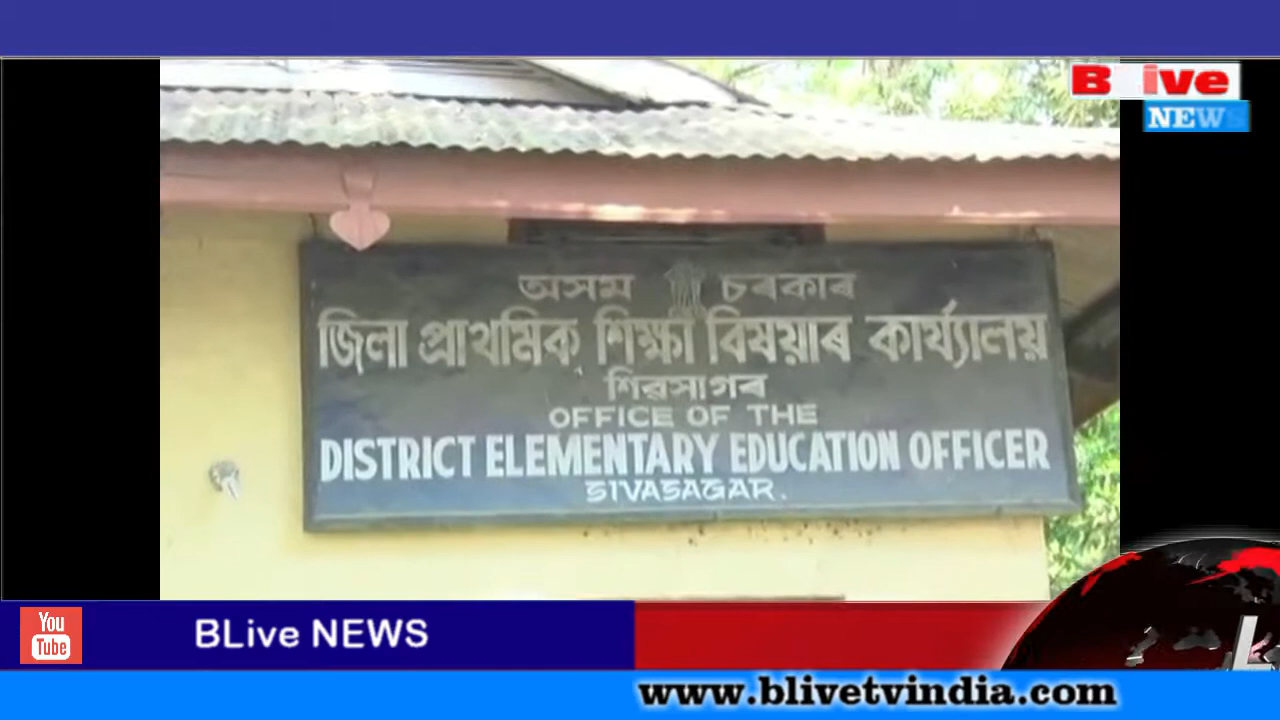 B Live
NEWS
অসম চৰকাৰ
জিলা প্ৰাথমিক শিক্ষা বিষয়াৰ কাৰ্য্যালয়
শিৱসাগৰ
OFFICE OF THE
DISTRICT ELEMENTARY EDUCATION OFFICER
SIVASAGAR.
You
Tube
BLive NEWS
www.blivetvindia.com